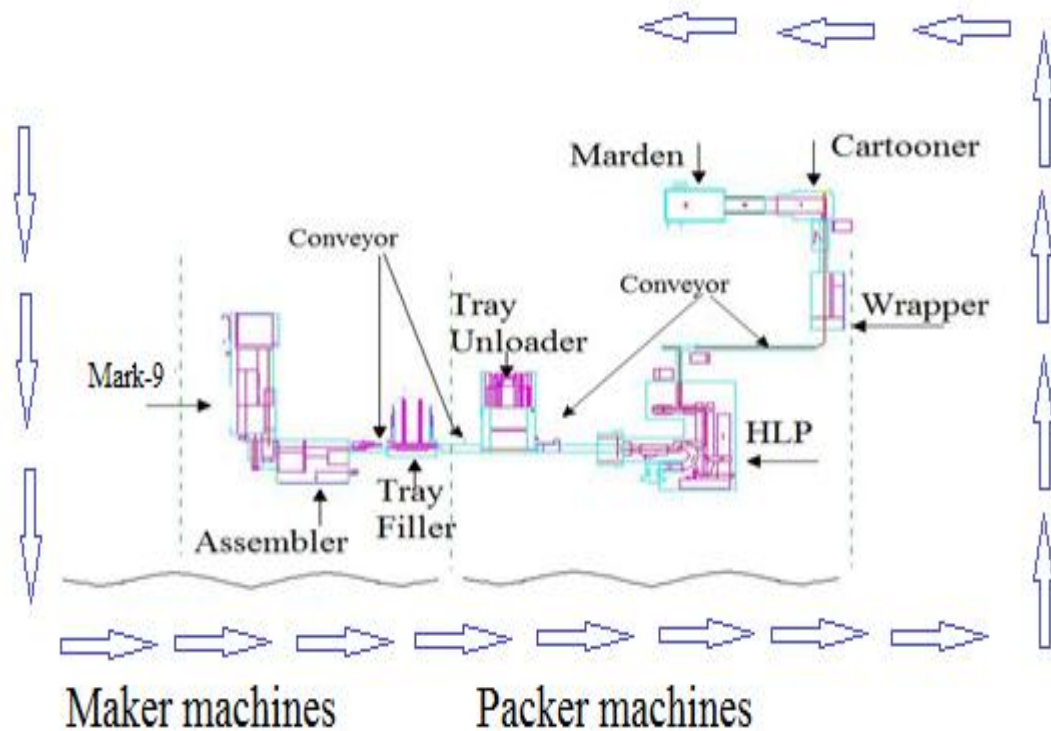 Marden
Cartooner
Conveyor
Tray
Unloader
Conveyor
Wrapper
Mark-9
HLP
Tray
Filler
Assembler
Maker machines
Packer machines